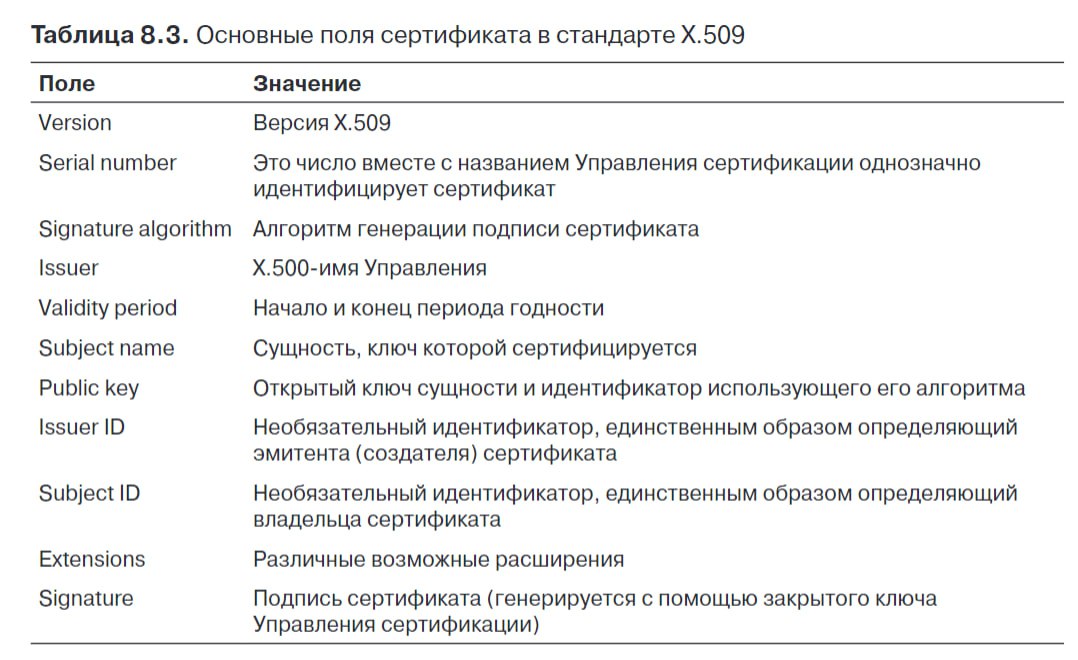 Таблица 8.3. Основные поля сертификата в стандарте X.509
Поле Значение
Version Версия X.509
Serial number Это число вместе с названием Управления сертификации однозначно
идентифицирует сертификат
Signature algorithm Алгоритм генерации подписи сертификата
Issuer X.500-имя Управления
Validity period Начало и конец периода годности
Subject name Сущность, ключ которой сертифицируется
Public key Открытый ключ сущности и идентификатор использующего его алгоритма
Issuer ID Необязательный идентификатор, единственным образом определяющий
эмитента (создателя) сертификата
Subject ID Необязательный идентификатор, единственным образом определяющий
владельца сертификата
Extensions Различные возможные расширения
Signature Подпись сертификата (генерируется с помощью закрытого ключа
Управления сертификации)